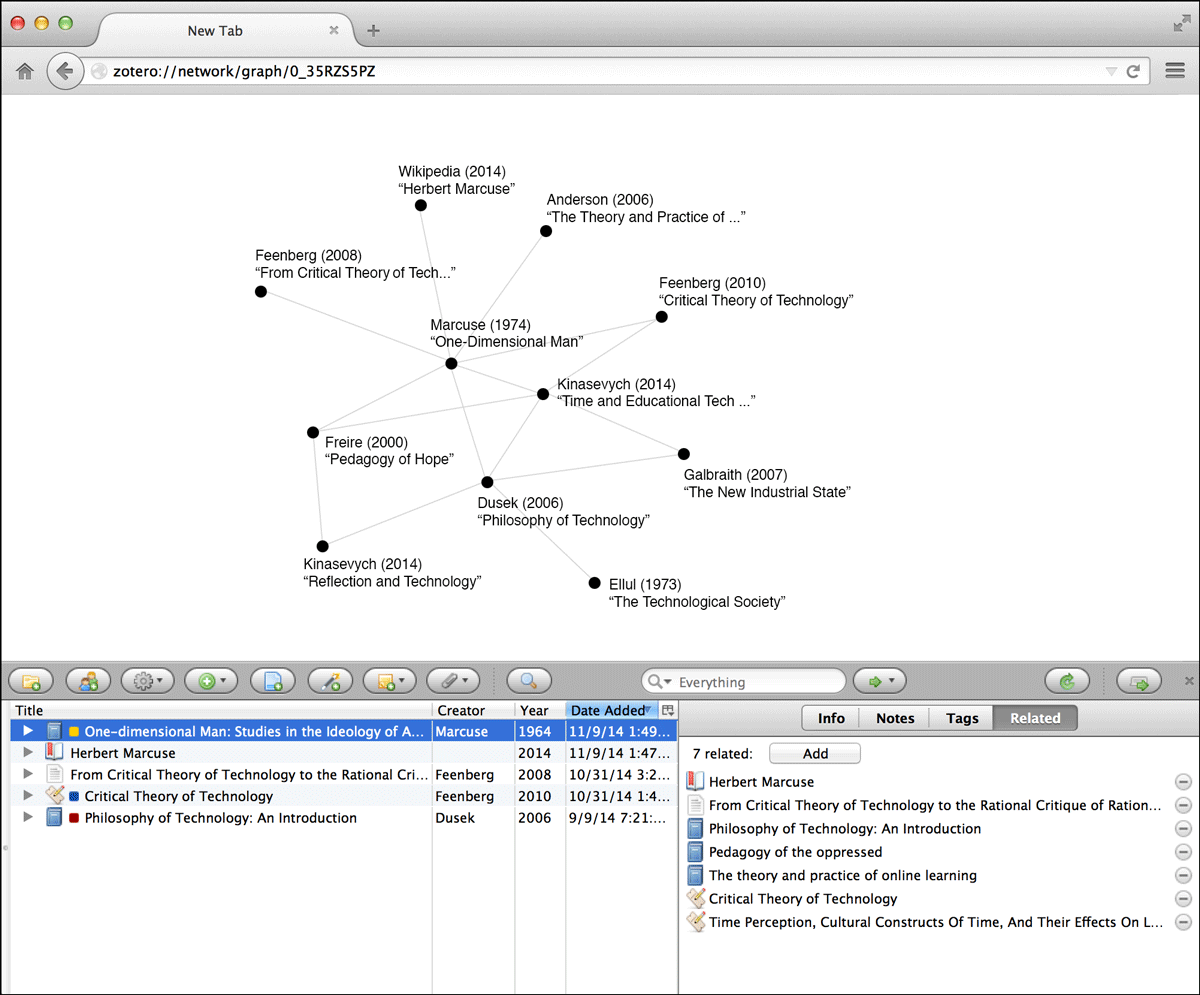 New Tab
zotero://network/graph/0_35RZS5PZ
Wikipedia (2014)
“Herbert Marcuse”
Anderson (2006)
“The Theory and Practice of ...”
Feenberg (2008)
“From Critical Theory of Tech...”
Feenberg (2010)
“Critical Theory of Technology”
Marcuse (1974)
“One-Dimensional Man”
Kinasevych (2014)
“Time and Educational Tech ...”
Freire (2000)
“Pedagogy of Hope”
Galbraith (2007)
“The New Industrial State”
Dusek (2006)
“Philosophy of Technology”
Kinasevych (2014)
“Reflection and Technology”
Ellul (1973)
“The Technological Society”
Everything
Title Creator Year Date Added
One-dimensional Man: Studies in the Ideology of A... Marcuse 1964 11/9/14 1:49...
Herbert Marcuse 2014 11/9/14 1:47...
From Critical Theory of Technology to the Rational Cri... Feenberg 2008 10/31/14 3:2...
Critical Theory of Technology Feenberg 2010 10/31/14 1:4...
Philosophy of Technology: An Introduction Dusek 2006 9/9/14 7:21:...
Info Notes Tags Related
7 related: Add
Herbert Marcuse
From Critical Theory of Technology to the Rational Critique of Ration...
Philosophy of Technology: An Introduction
Pedagogy of the oppressed
The theory and practice of online learning
Critical Theory of Technology
Time Perception, Cultural Constructs Of Time, And Their Effects On L...